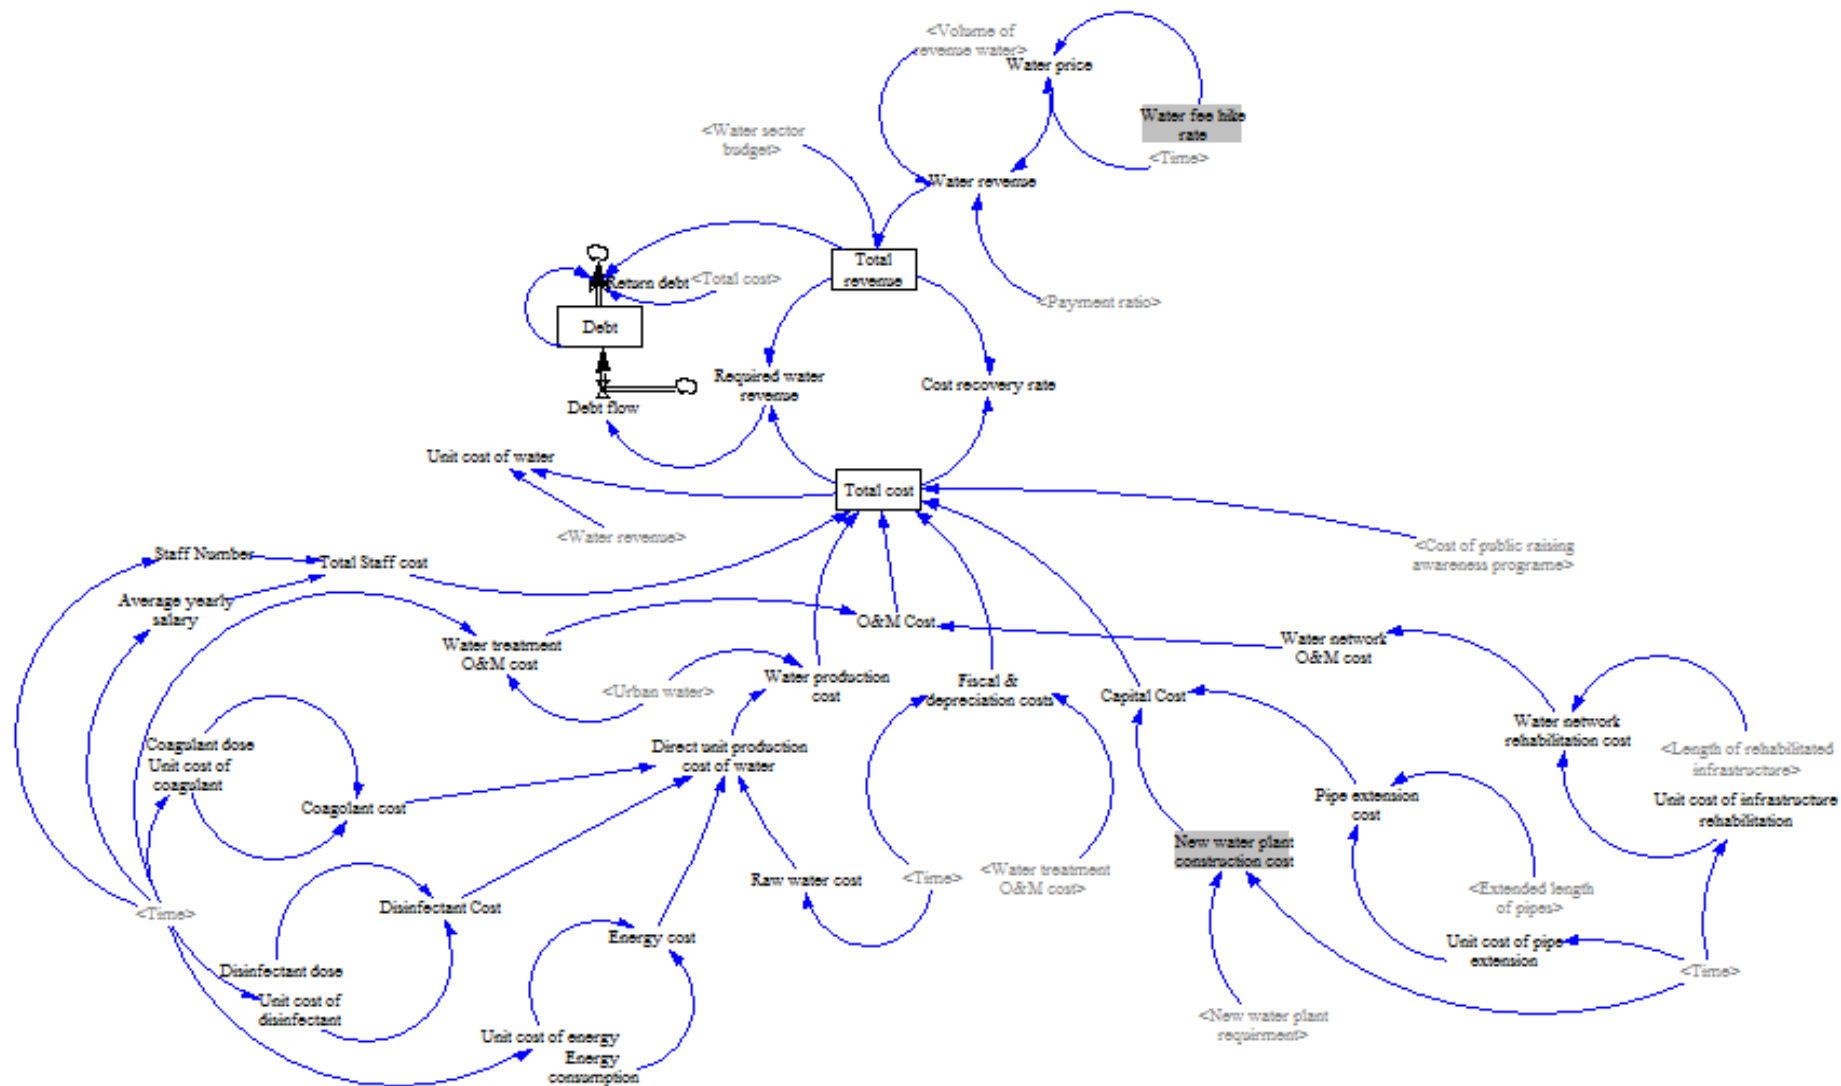 <Volume of
revenue water>
Water price
Water fee hike
rate
<Time>
<Water sector
budget>
Water revenue
Total
revenue
Return debt
<Total cost>
<Payment ratio>
Debt
Required water
revenue
Cost recovery rate
Debt flow
Unit cost of water
Total cost
<Water revenue>
<Cost of public raising
awareness programe>
Staff Number
Total Staff cost
Average yearly
salary
O&M Cost
Water treatment
O&M cost
Water network
O&M cost
<Urban water>
Water production
cost
Fiscal &
depreciation costs
Capital Cost
Water network
rehabilitation cost
<Length of rehabilitated
infrastructure>
Coagulant dose
Unit cost of
coagulant
Direct unit production
cost of water
Coagolant cost
Pipe extension
cost
Unit cost of infrastructure
rehabilitation
New water plant
construction cost
Raw water cost
<Time>
<Water treatment
O&M cost>
<Extended length
of pipes>
<Time>
Disinfectant Cost
Energy cost
Unit cost of pipe
extension
<Time>
Disinfectant dose
Unit cost of
disinfectant
<New water plant
requirment>
Unit cost of energy
Energy
consumption